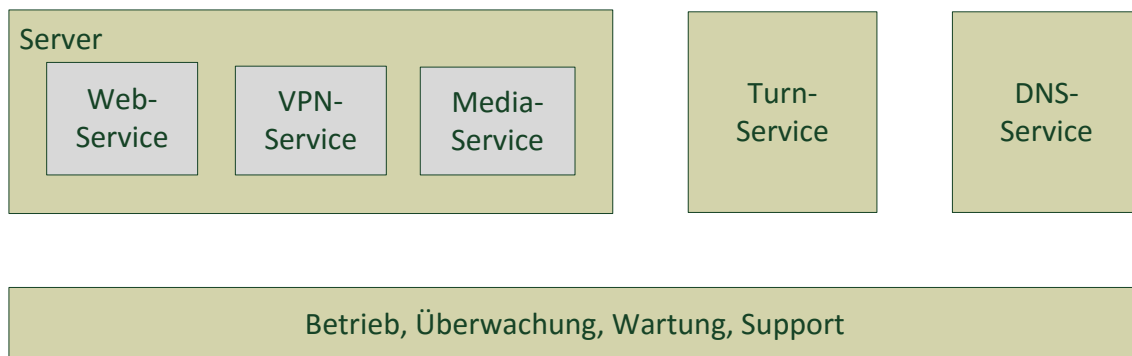 Server
Web-
Service
VPN-
Service
Media-
Service
Turn-
Service
DNS-
Service
Betrieb, Überwachung, Wartung, Support